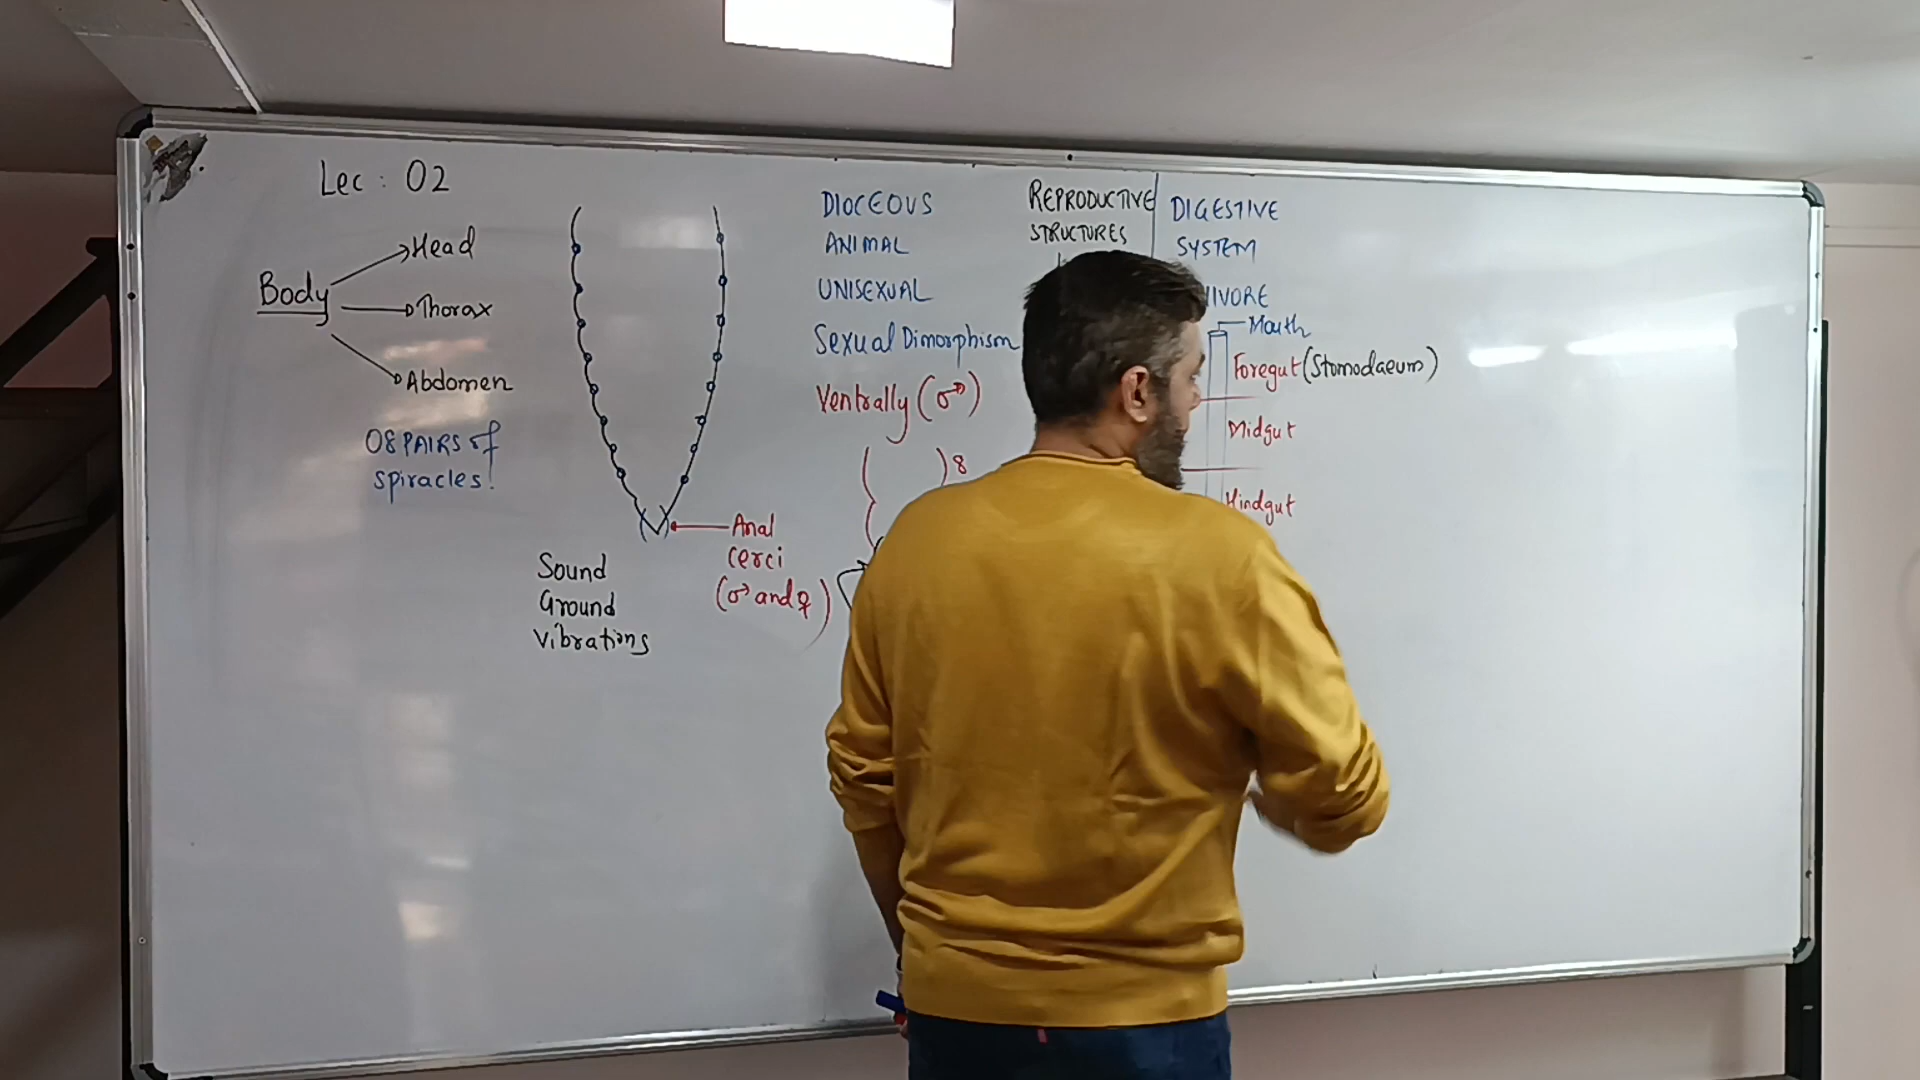 Lec : 02
Body
Head
Thorax
Abdomen
08 PAIRS of
spiracles!
Anal
cerci
(♂ and ♀)
Sound
Ground
Vibrations
DIOCEOUS
ANIMAL
UNISEXUAL
Sexual Dimorphism
Ventrally (♂)
8
REPRODUCTIVE
STRUCTURES
DIGESTIVE
SYSTEM
Mouth
Foregut (Stomodaeum)
Midgut
Hindgut